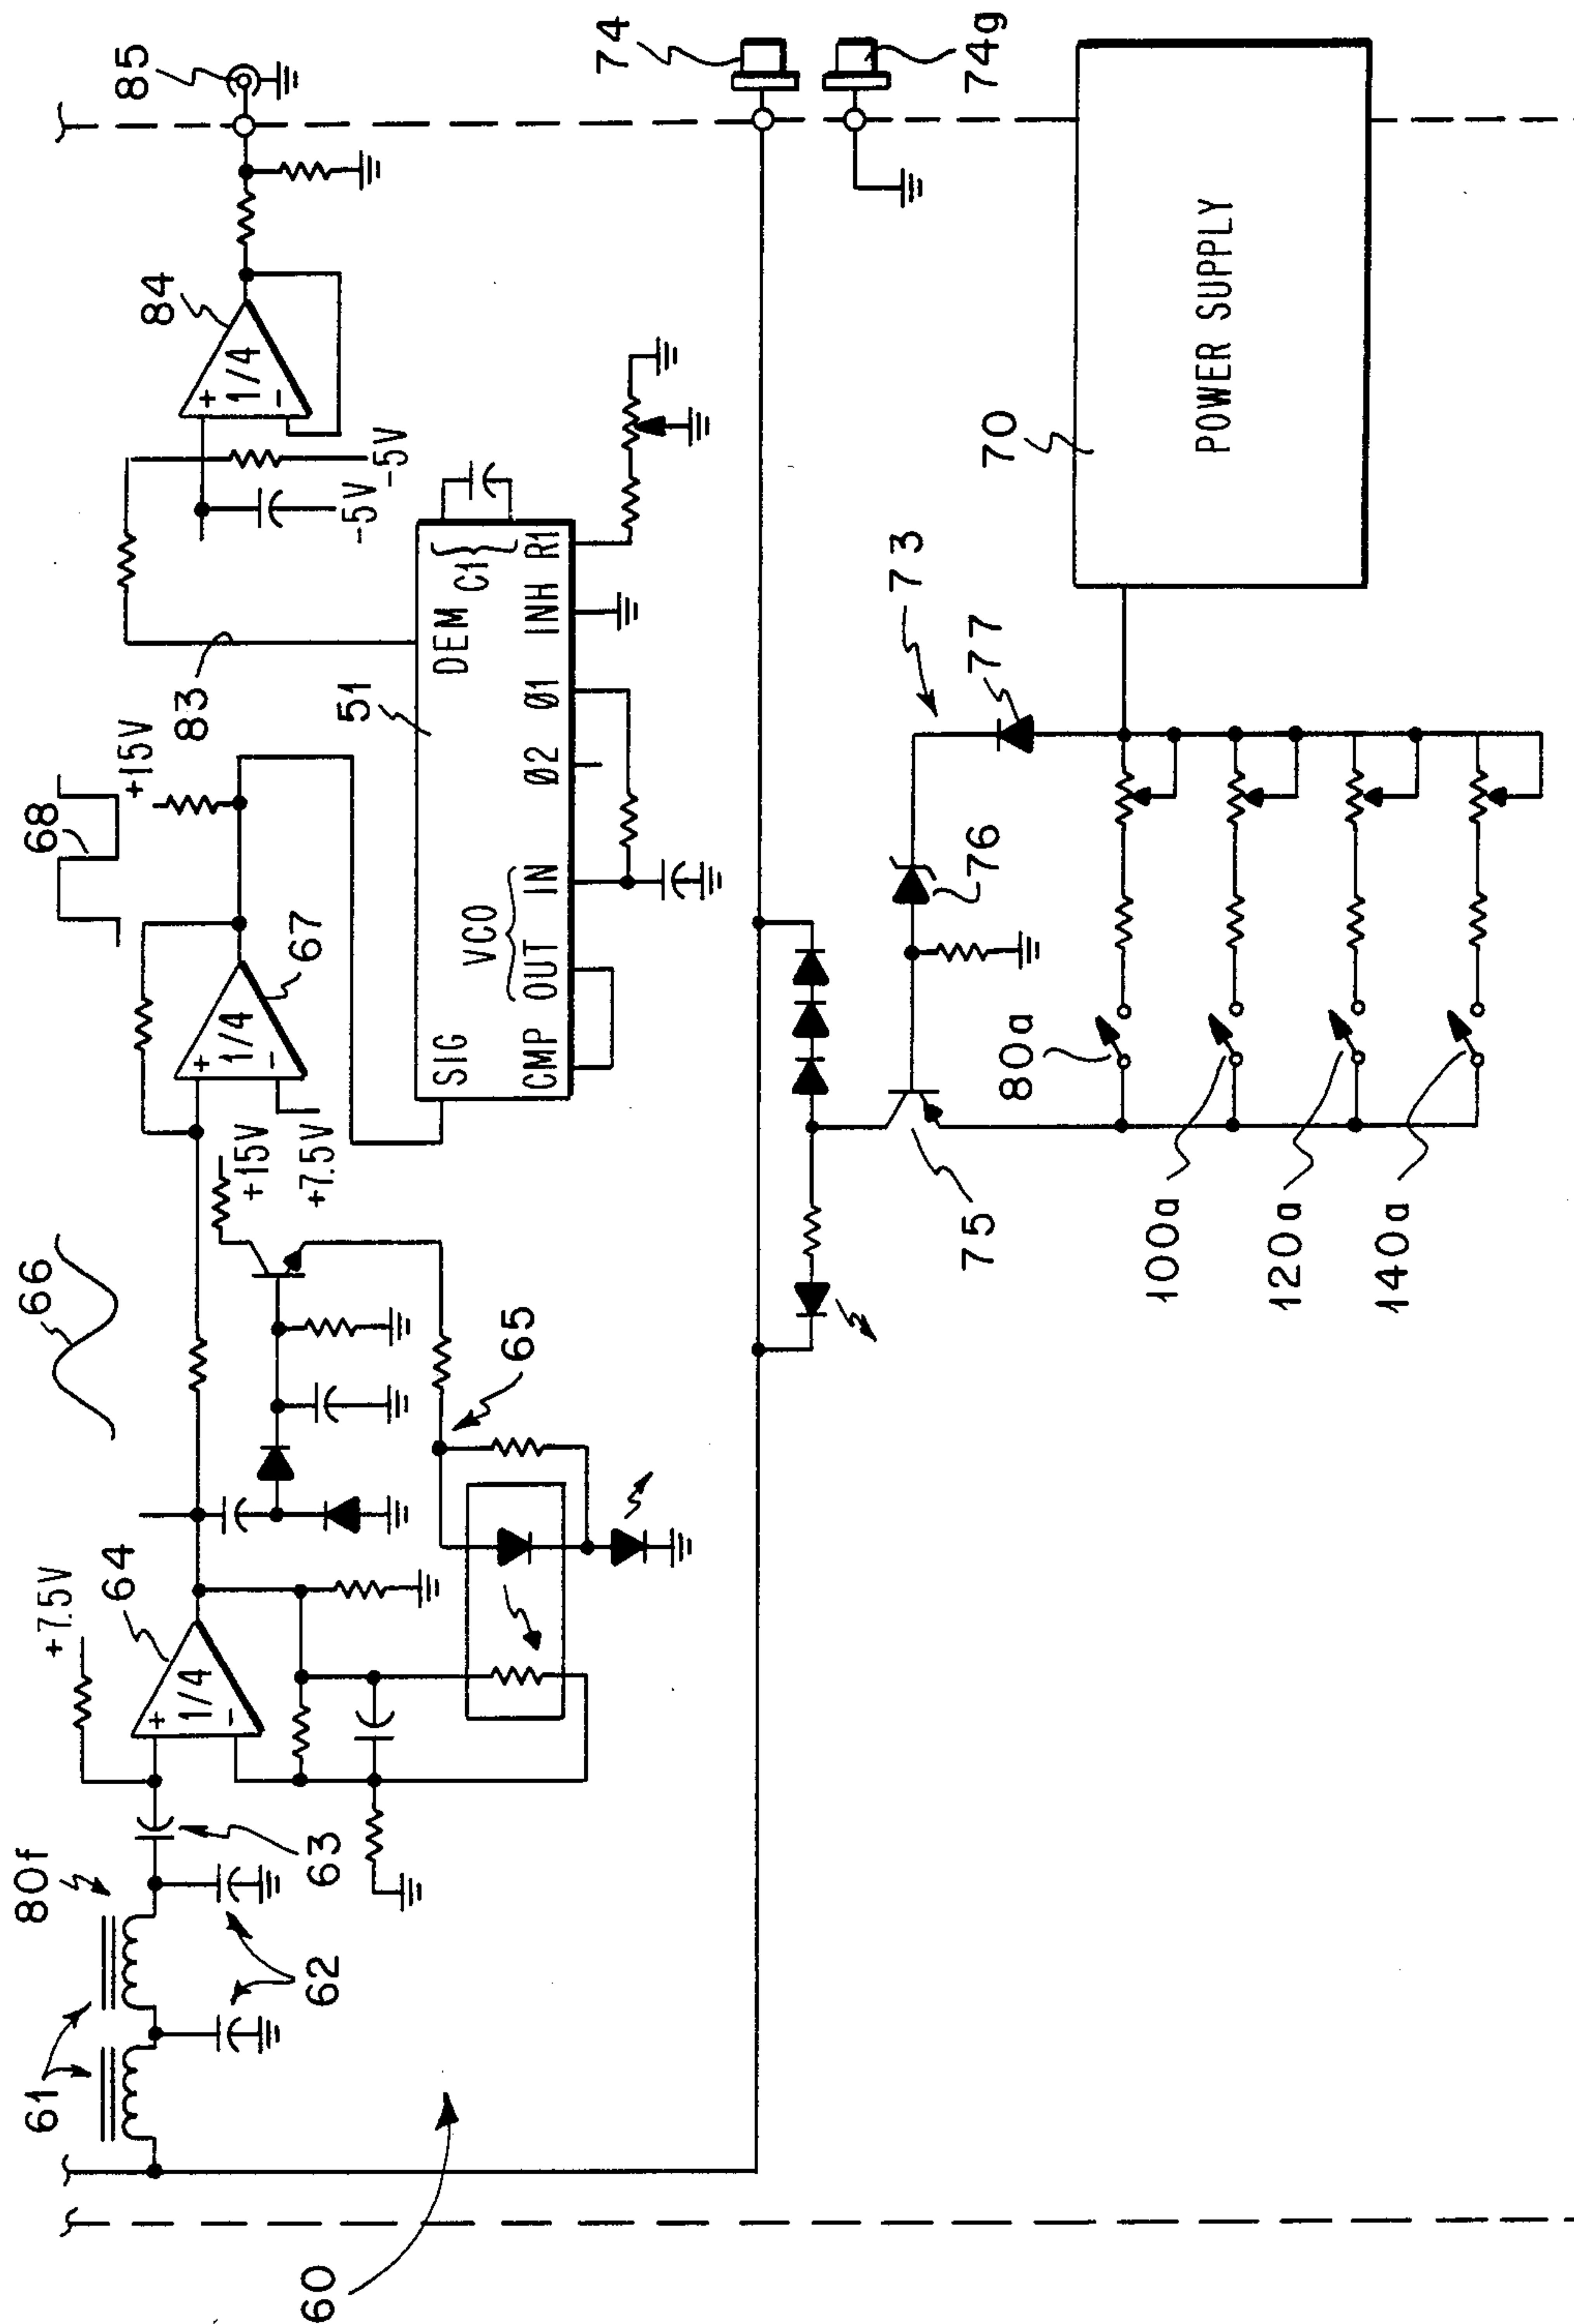 61
80f
62
63
+7.5V
64
+
1/4
−
66
65
+15V
+7.5V
67
+
1/4
−
68
+15V
83
84
+
1/4
−
-5V
-5V
85
51
SIG
DEM
C1
VCO
CMP
OUT
IN
Ø2
Ø1
INH
R1
60
74
74g
73
75
76
77
80a
100a
120a
140a
70
POWER SUPPLY